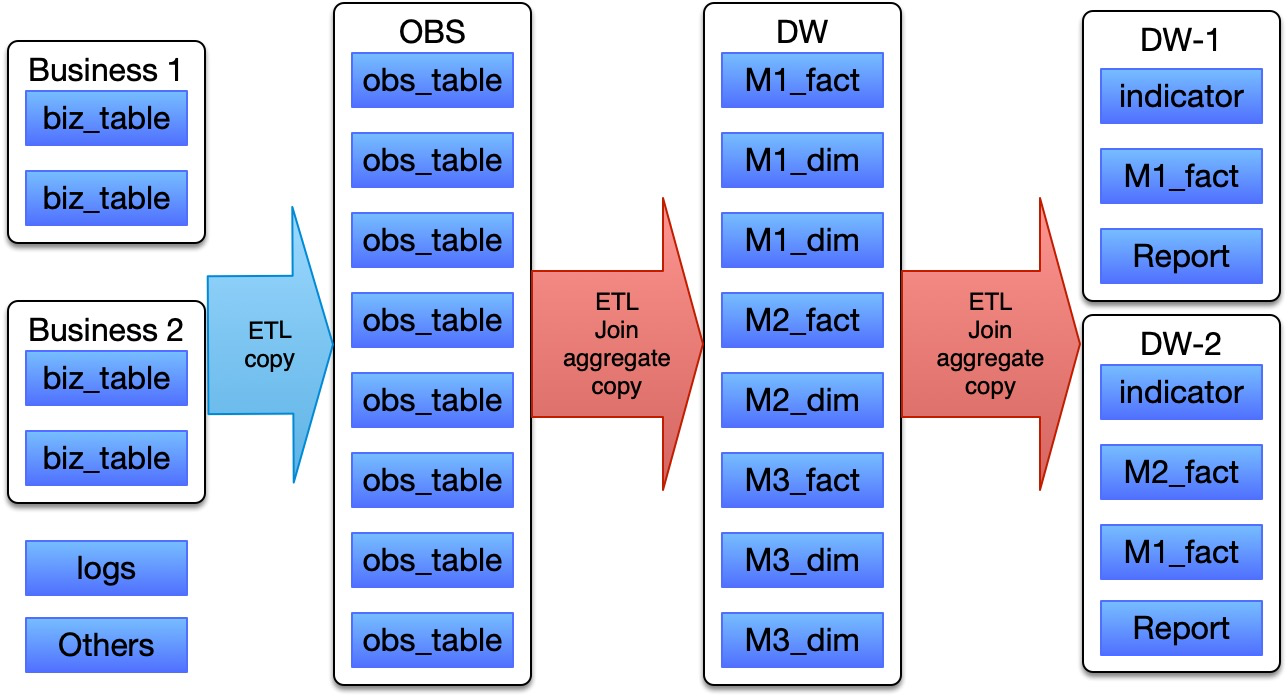 Business 1
biz_table
biz_table
Business 2
biz_table
biz_table
logs
Others
ETL
copy
OBS
obs_table
obs_table
obs_table
obs_table
obs_table
obs_table
obs_table
obs_table
ETL
Join
aggregate
copy
DW
M1_fact
M1_dim
M1_dim
M2_fact
M2_dim
M3_fact
M3_dim
M3_dim
ETL
Join
aggregate
copy
DW-1
indicator
M1_fact
Report
DW-2
indicator
M2_fact
M1_fact
Report